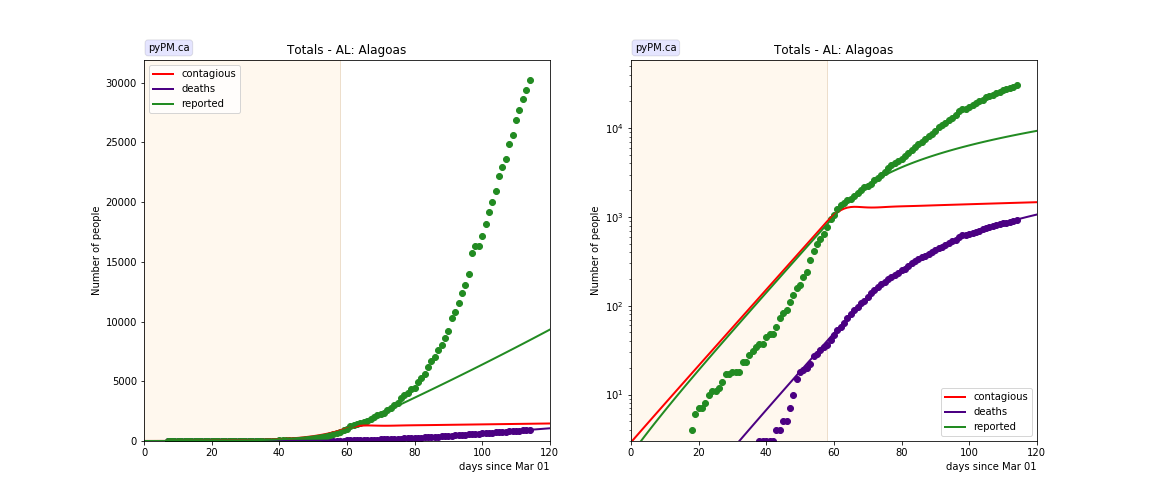 pyPM.ca
Totals - AL: Alagoas
contagious
deaths
reported
Number of people
30000
25000
20000
15000
10000
5000
0
0
20
40
60
80
100
120
days since Mar 01
pyPM.ca
Totals - AL: Alagoas
Number of people
10^4
10^3
10^2
10^1
contagious
deaths
reported
0
20
40
60
80
100
120
days since Mar 01